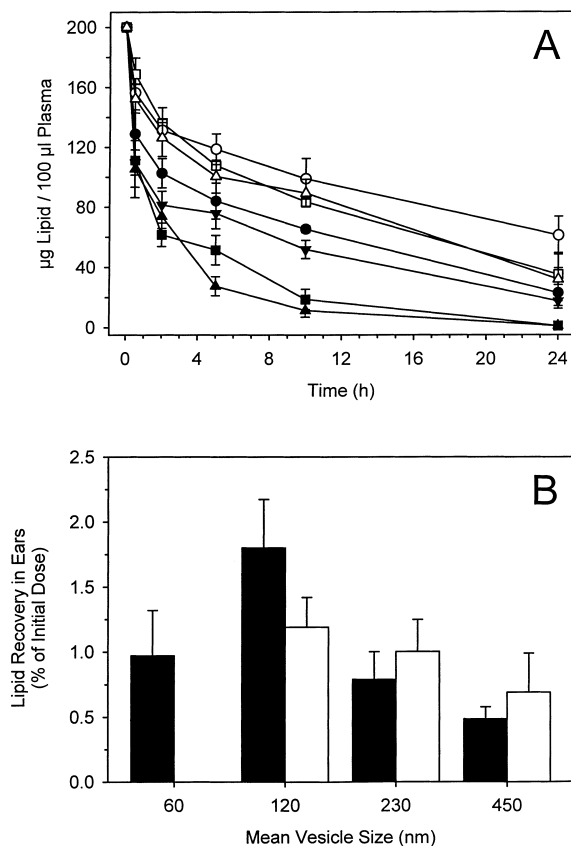 A
µg Lipid / 100 µl Plasma
200
160
120
80
40
0
0 4 8 12 16 20 24
Time (h)
B
Lipid Recovery in Ears
(% of Initial Dose)
2.5
2.0
1.5
1.0
0.5
0.0
60 120 230 450
Mean Vesicle Size (nm)